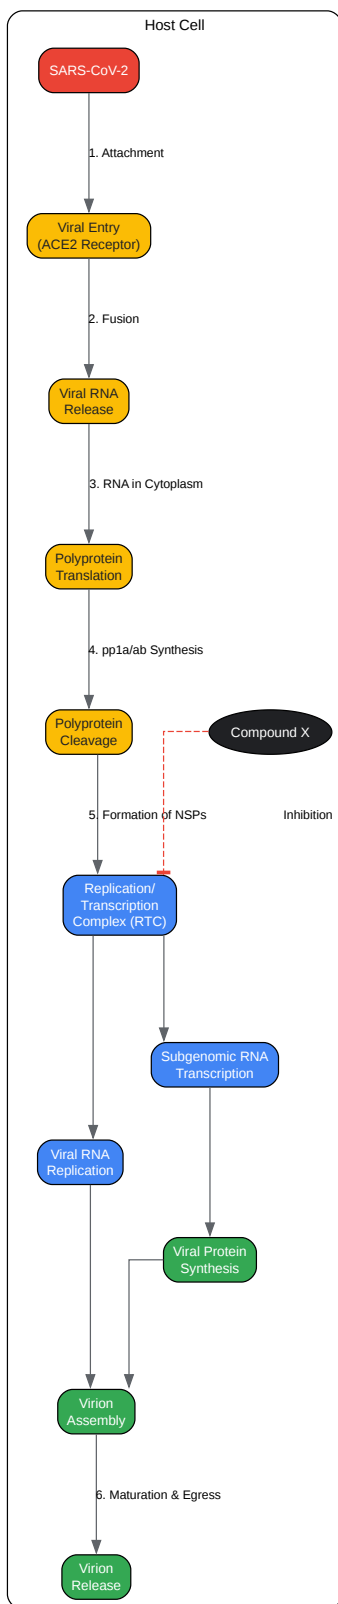 Host Cell
SARS-CoV-2
1. Attachment
Viral Entry
(ACE2 Receptor)
2. Fusion
Viral RNA
Release
3. RNA in Cytoplasm
Polyprotein
Translation
4. pp1a/ab Synthesis
Polyprotein
Cleavage
Compound X
5. Formation of NSPs
Inhibition
Replication/
Transcription
Complex (RTC)
Subgenomic RNA
Transcription
Viral RNA
Replication
Viral Protein
Synthesis
Virion
Assembly
6. Maturation & Egress
Virion
Release